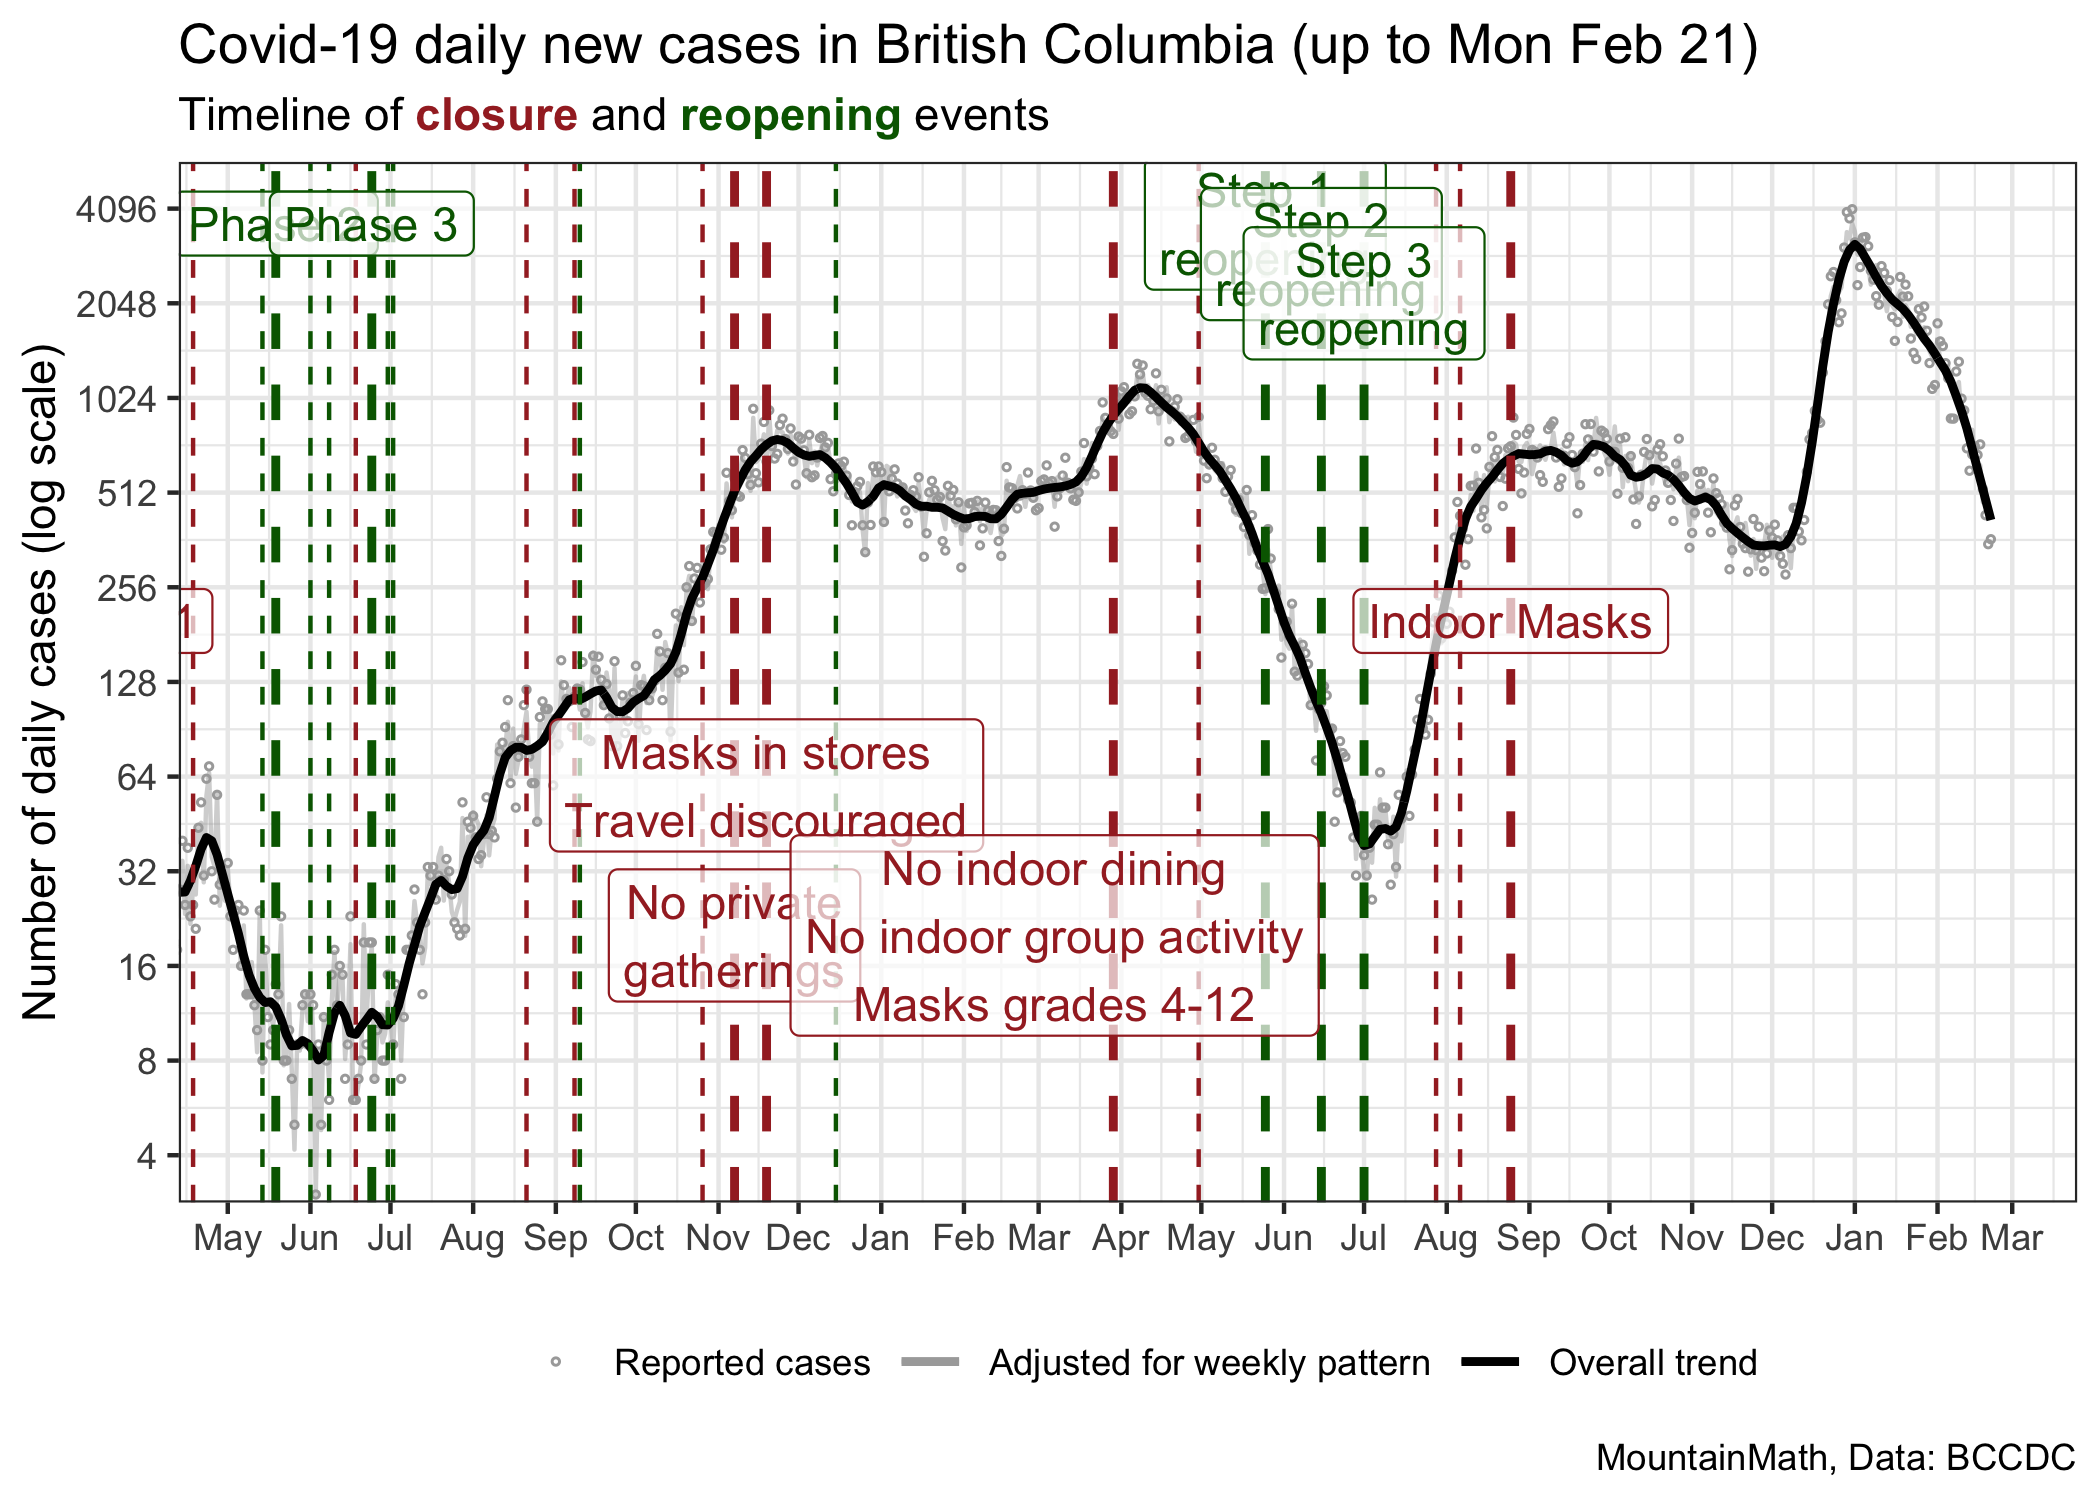 Covid-19 daily new cases in British Columbia (up to Mon Feb 21)
Timeline of closure and reopening events
Number of daily cases (log scale)
4096
2048
1024
512
256
128
64
32
16
8
4
Phase 2
Phase 3
Step 1
reopening
Step 2
reopening
Step 3
reopening
1
Indoor Masks
Masks in stores
Travel discouraged
No private
gatherings
No indoor dining
No indoor group activity
Masks grades 4-12
May Jun Jul Aug Sep Oct Nov Dec Jan Feb Mar Apr May Jun Jul Aug Sep Oct Nov Dec Jan Feb Mar
Reported cases Adjusted for weekly pattern Overall trend
MountainMath, Data: BCCDC